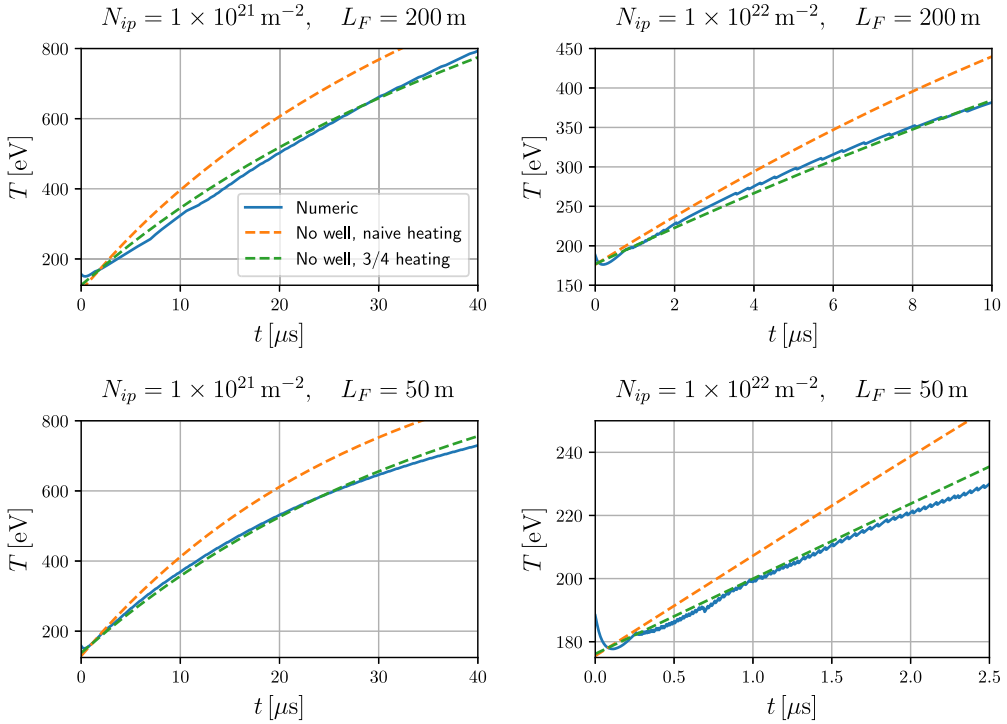 N_{ip} = 1 × 10^{21} m^{-2}, L_F = 200 m
800
600
400
200
T [eV]
Numeric
No well, naive heating
No well, 3/4 heating
0 10 20 30 40
t [μs]
N_{ip} = 1 × 10^{22} m^{-2}, L_F = 200 m
450
400
350
300
250
200
150
T [eV]
0 2 4 6 8 10
t [μs]
N_{ip} = 1 × 10^{21} m^{-2}, L_F = 50 m
800
600
400
200
T [eV]
0 10 20 30 40
t [μs]
N_{ip} = 1 × 10^{22} m^{-2}, L_F = 50 m
240
220
200
180
T [eV]
0.0 0.5 1.0 1.5 2.0 2.5
t [μs]